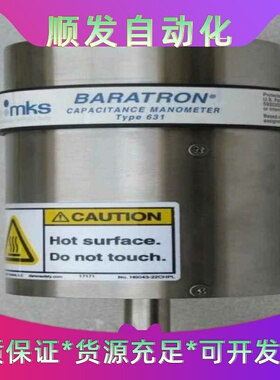 顺发自动化
mks
BARATRON®
CAPACITANCE MANOMETER
Type 631
CAUTION
Hot surface.
Do not touch.
17171
质保证*货源充足*可开发